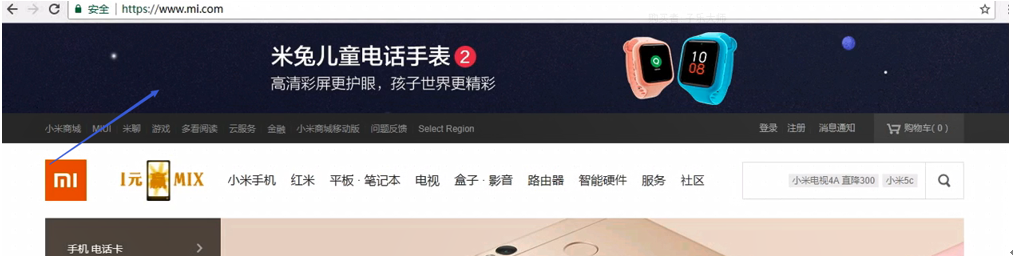 安全 https://www.mi.com
米兔儿童电话手表2
高清彩屏更护眼，孩子世界更精彩
10
08
小米商城 MIUI 米聊 游戏 多看阅读 云服务 金融 小米商城移动版 问题反馈 Select Region 登录 注册 消息通知 购物车( 0 )
mi 1元赢MIX 小米手机 红米 平板 · 笔记本 电视 盒子 · 影音 路由器 智能硬件 服务 社区 小米电视4A 直降300 小米5c
手机 电话卡